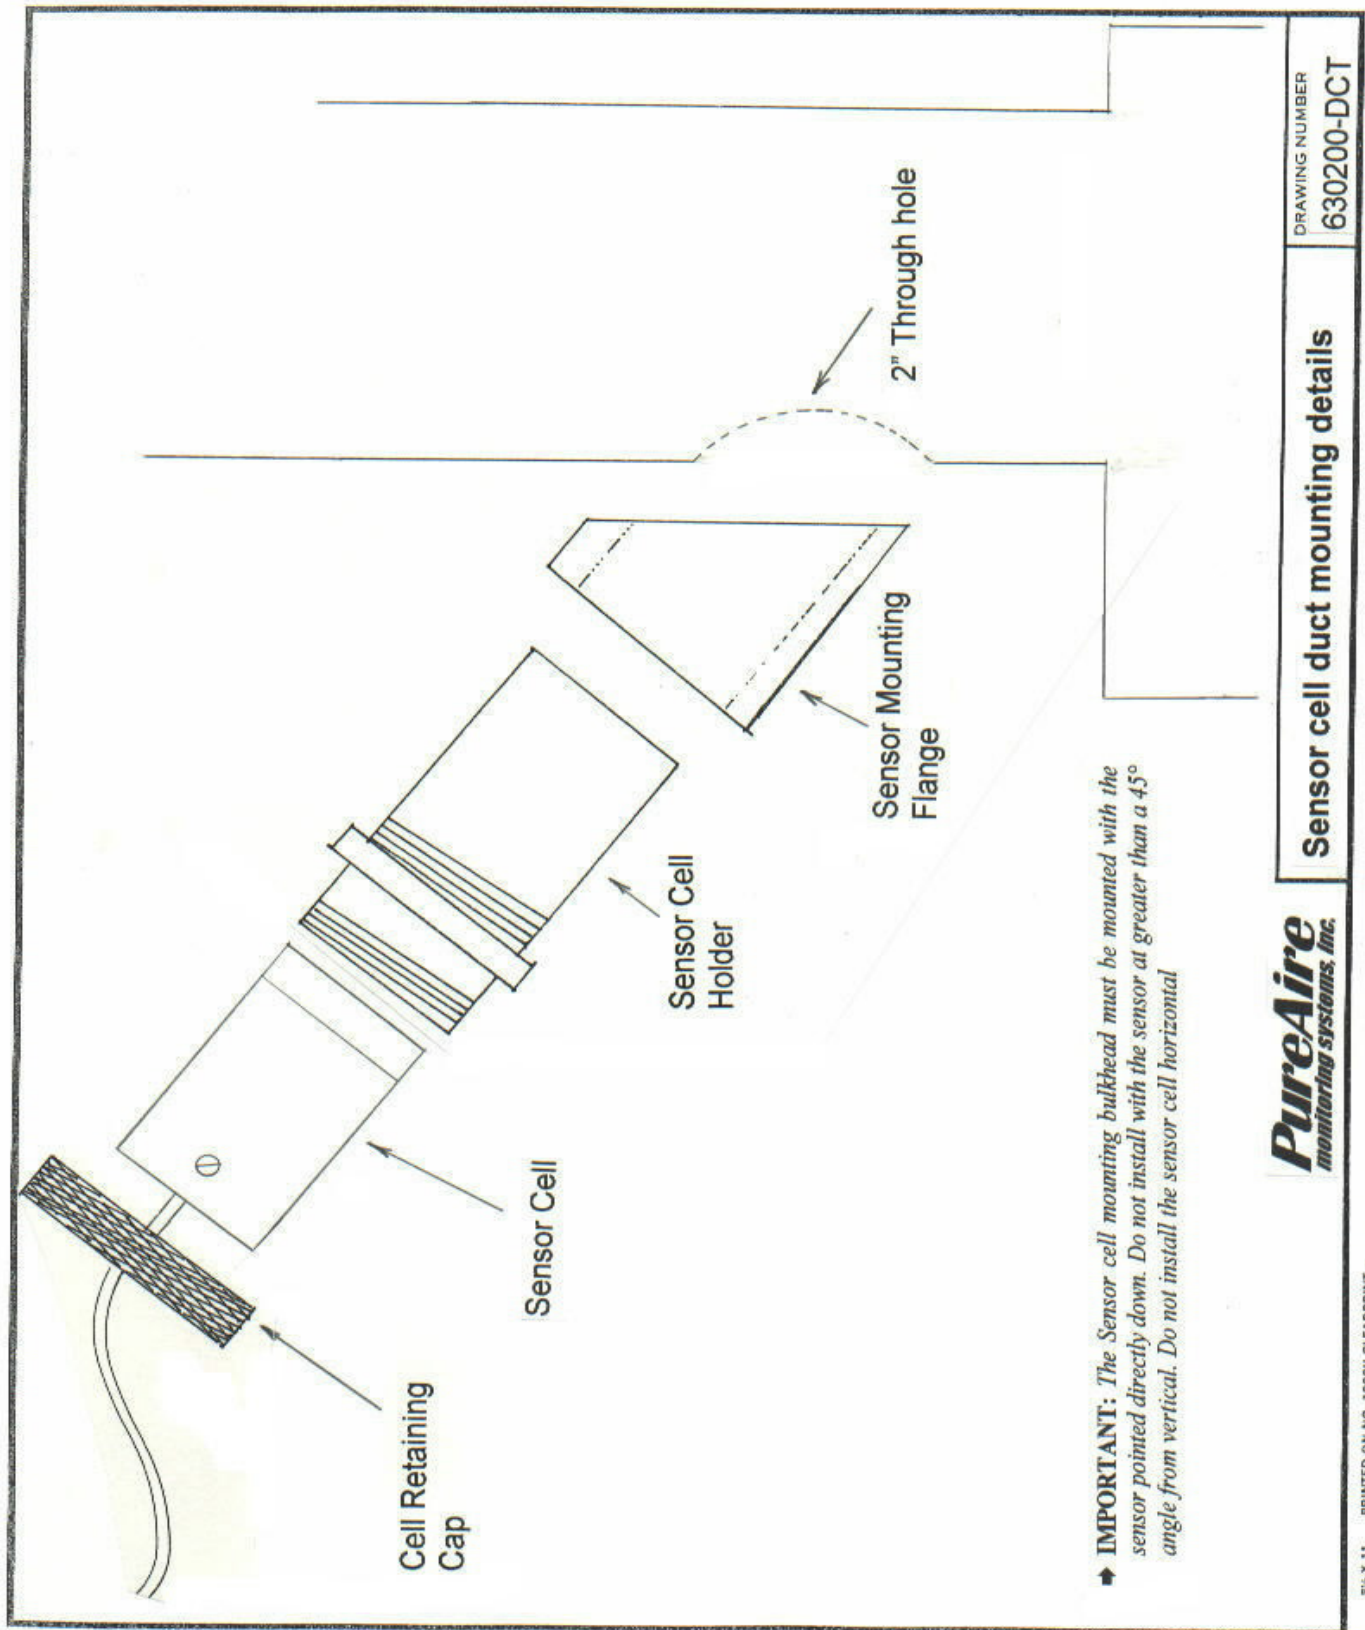 Cell Retaining
Cap
Sensor Cell
Sensor Cell
Holder
Sensor Mounting
Flange
2" Through hole
➡ IMPORTANT: The Sensor cell mounting bulkhead must be mounted with the
sensor pointed directly down. Do not install with the sensor at greater than a 45°
angle from vertical. Do not install the sensor cell horizontal
PureAire
monitoring systems, inc.
Sensor cell duct mounting details
DRAWING NUMBER
630200-DCT
PRINTED ON NO.